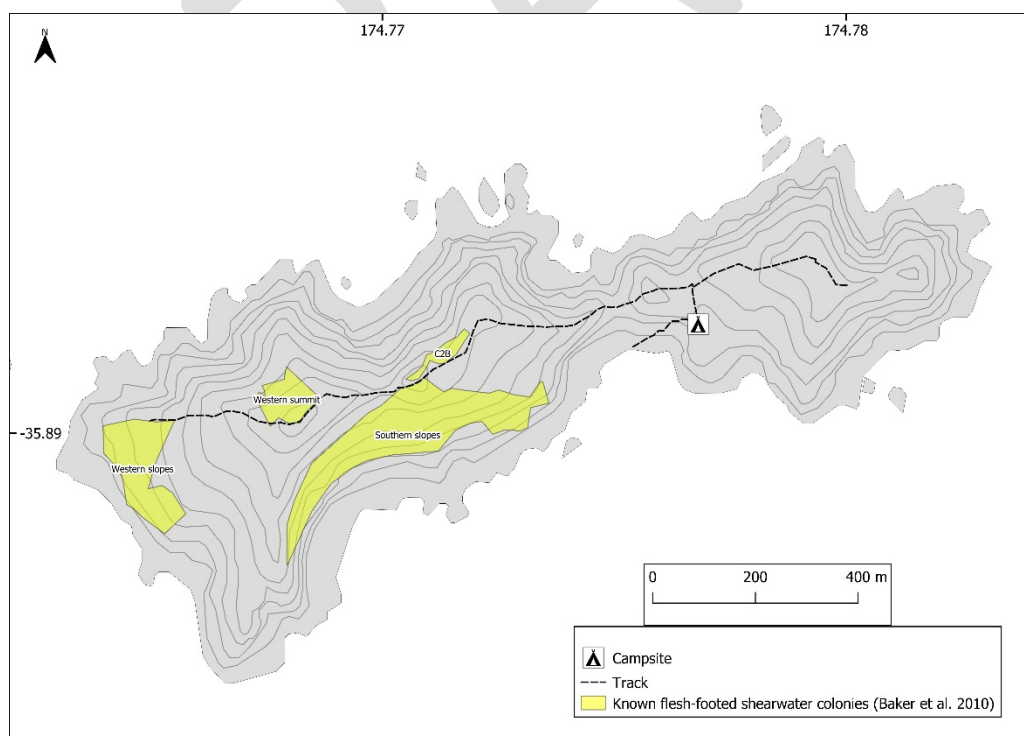 174.77
174.78
N
C2B
Western summit
-35.89
Southern slopes
Western slopes
0 200 400 m
Campsite
Track
Known flesh-footed shearwater colonies (Baker et al. 2010)